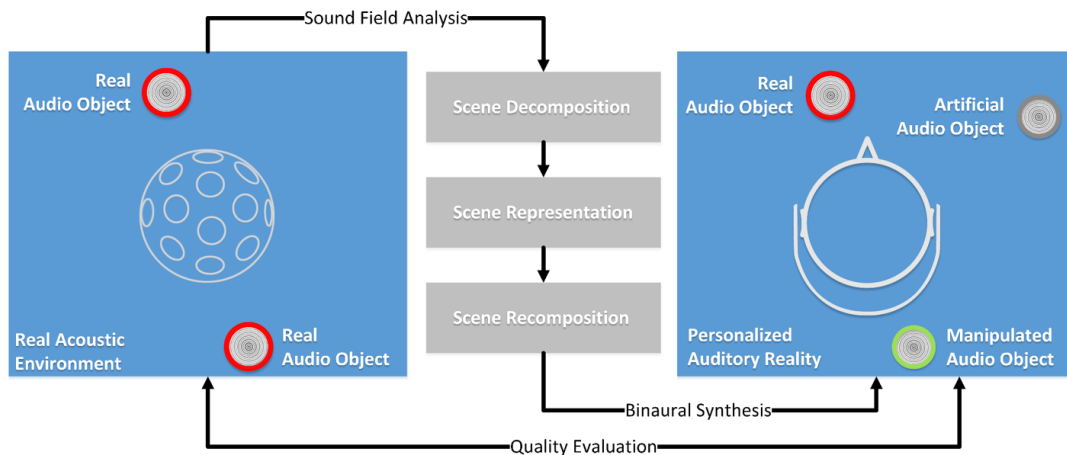 Sound Field Analysis
Real
Audio Object
Real
Audio Object
Real Acoustic
Environment
Scene Decomposition
Scene Representation
Scene Recomposition
Real
Audio Object
Artificial
Audio Object
Personalized
Auditory Reality
Manipulated
Audio Object
Binaural Synthesis
Quality Evaluation